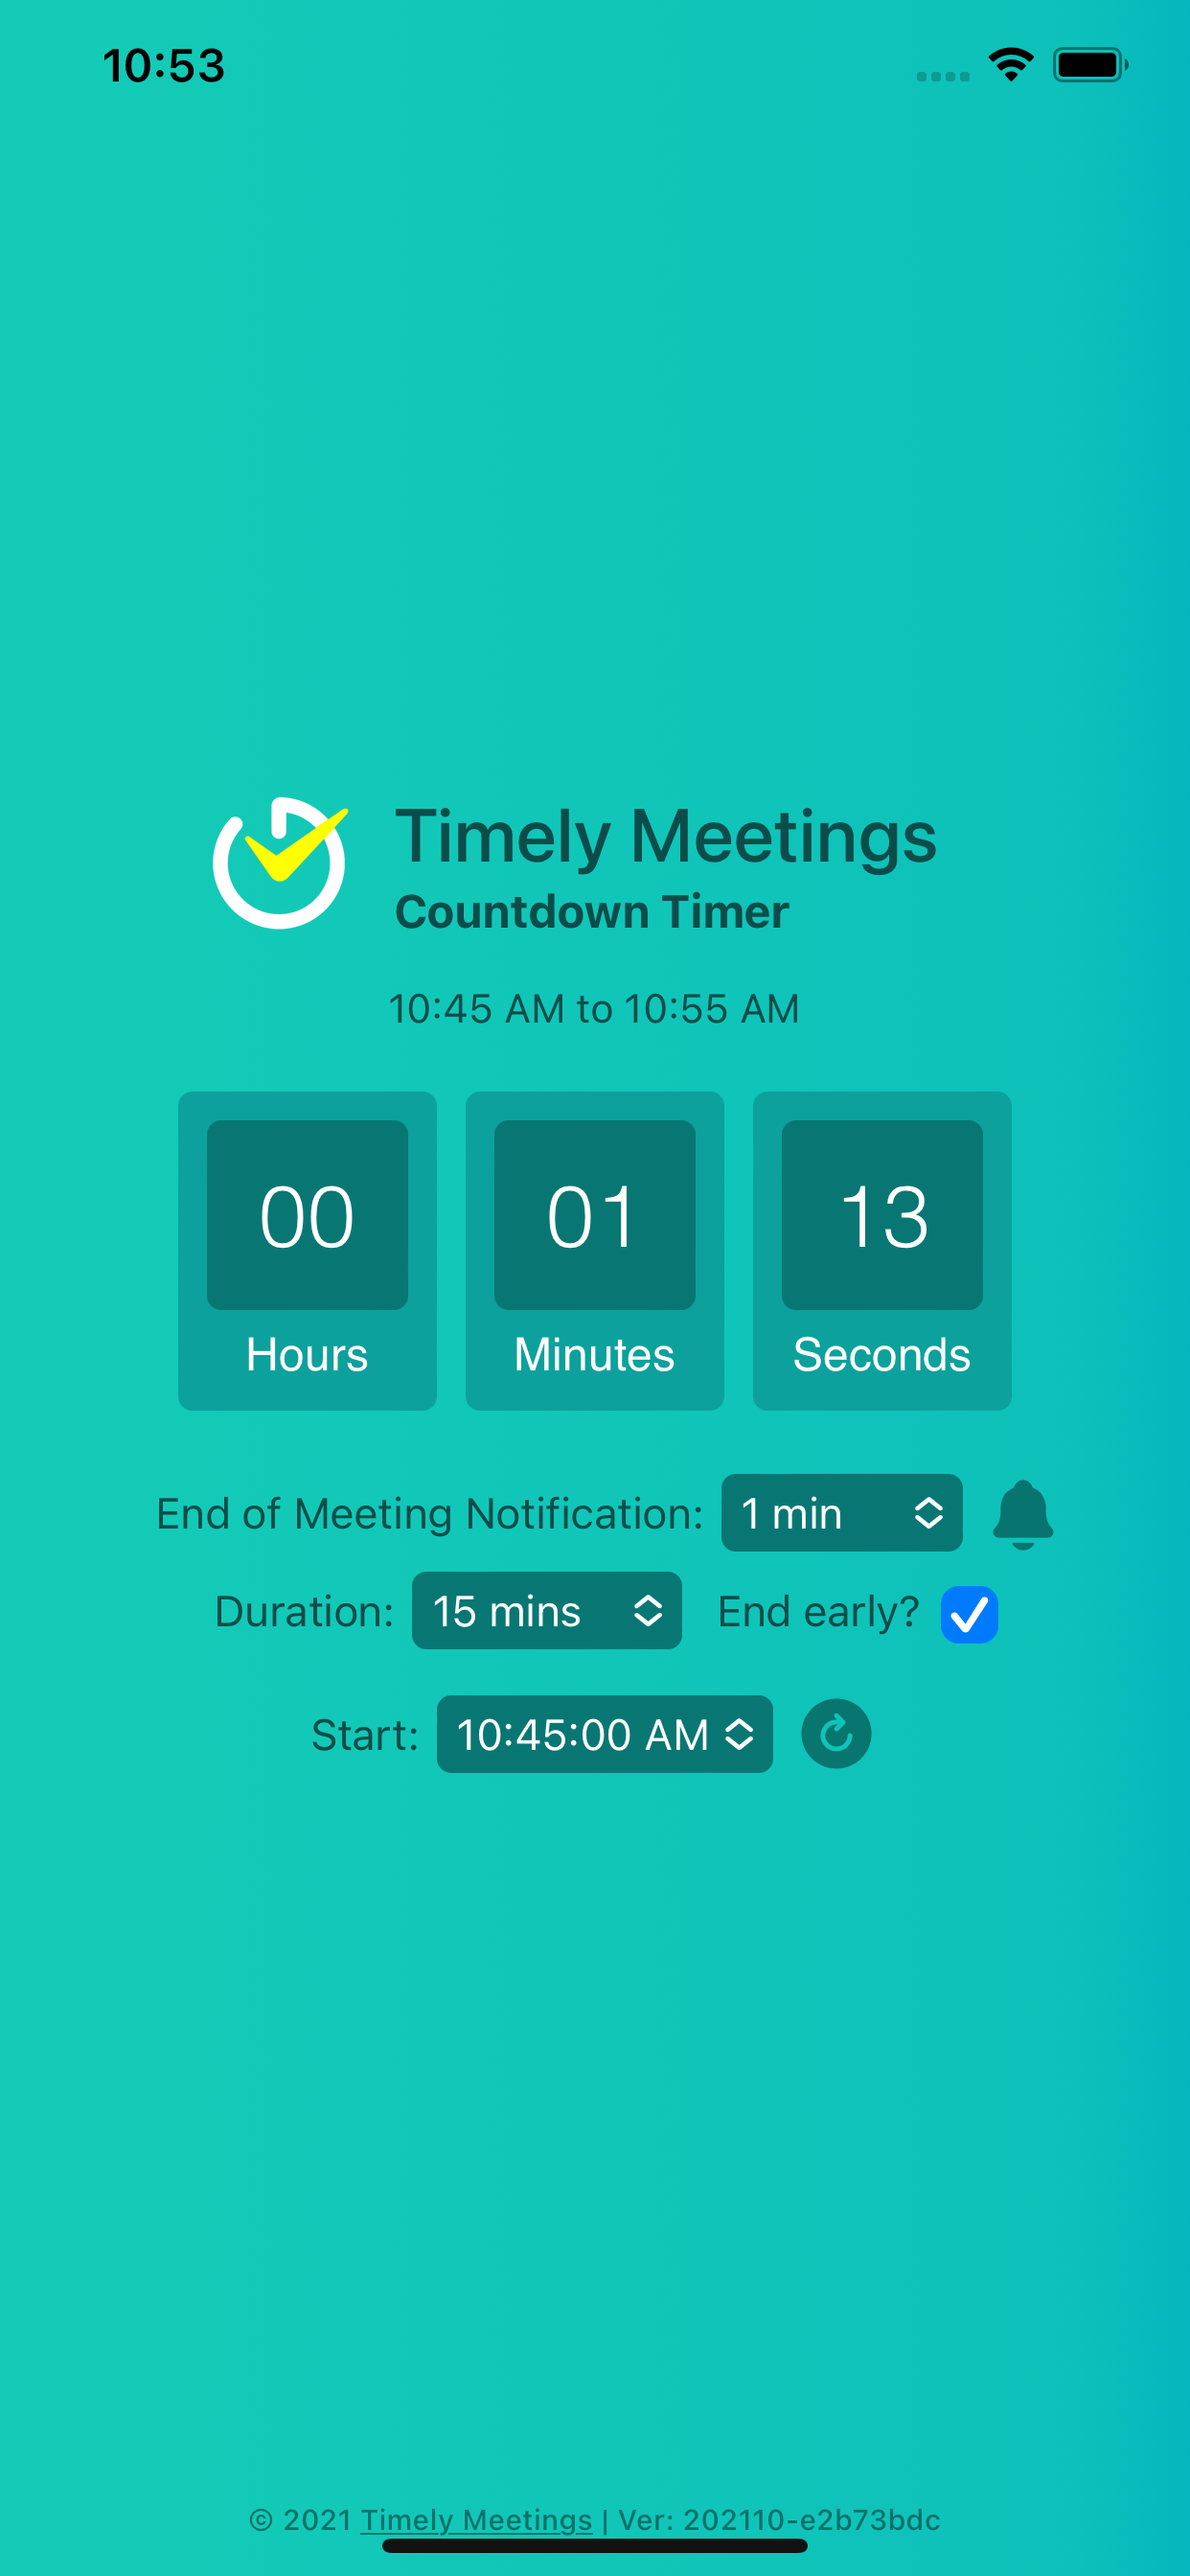 10:53
Timely Meetings
Countdown Timer
10:45 AM to 10:55 AM
00 01 13
Hours Minutes Seconds
End of Meeting Notification: 1 min
Duration: 15 mins End early?
Start: 10:45:00 AM
© 2021 Timely Meetings | Ver: 202110-e2b73bdc